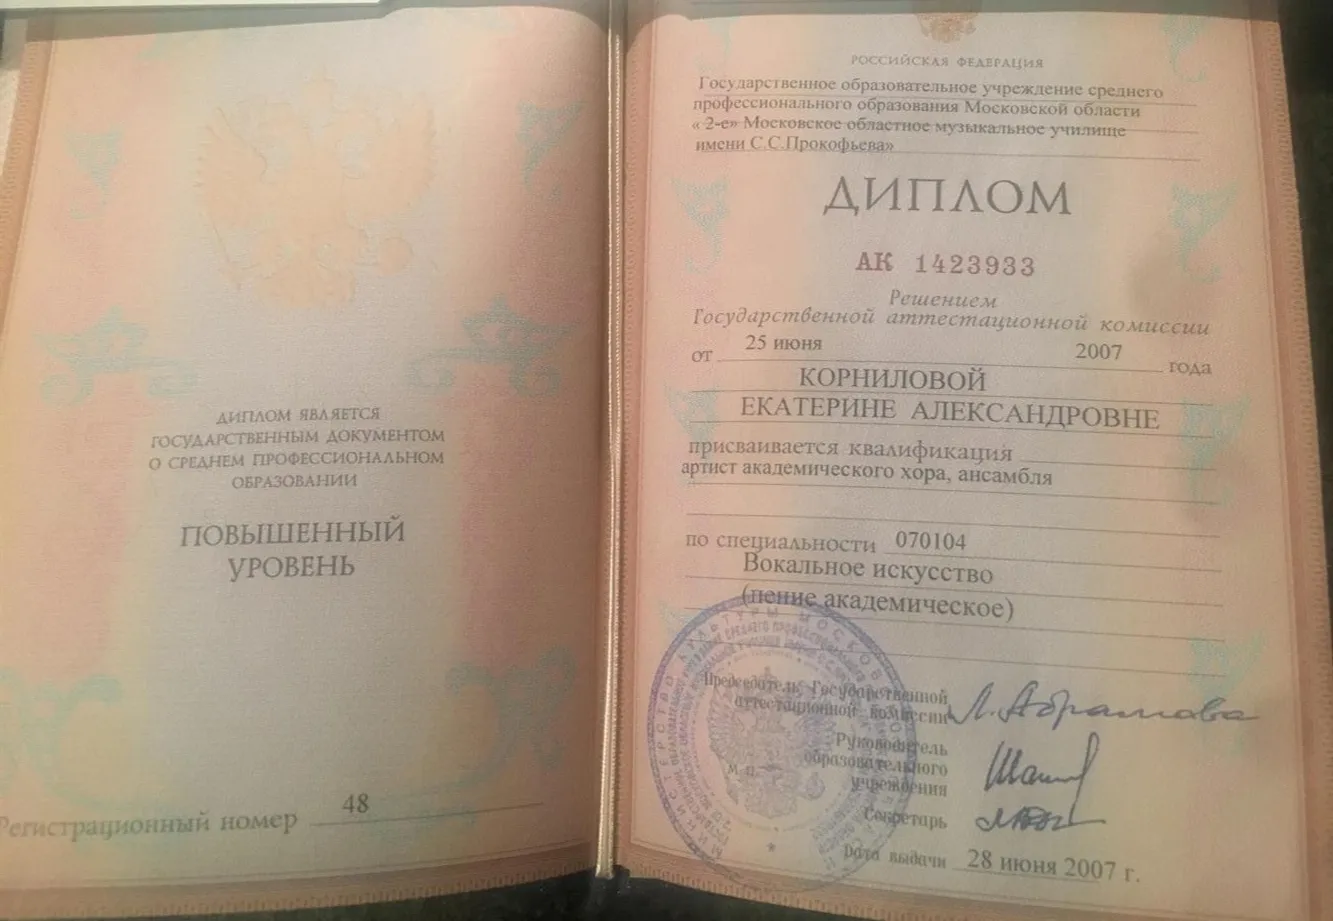 ДИПЛОМ ЯВЛЯЕТСЯ
ГОСУДАРСТВЕННЫМ ДОКУМЕНТОМ
О СРЕДНЕМ ПРОФЕССИОНАЛЬНОМ
ОБРАЗОВАНИИ
ПОВЫШЕННЫЙ
УРОВЕНЬ
Регистрационный номер 48
РОССИЙСКАЯ ФЕДЕРАЦИЯ
Государственное образовательное учреждение среднего
профессионального образования Московской области
« 2-е» Московское областное музыкальное училище
имени С.С.Прокофьева»
ДИПЛОМ
АК 1423933
Решением
Государственной аттестационной комиссии
от 25 июня 2007 года
КОРНИЛОВОЙ
ЕКАТЕРИНЕ АЛЕКСАНДРОВНЕ
присваивается квалификация
артист академического хора, ансамбля
по специальности 070104
Вокальное искусство
(пение академическое)
Председатель Государственной
аттестационной комиссии Л. Абрамова
Руководитель
образовательного
учреждения
М.П.
Секретарь
Дата выдачи 28 июня 2007 г.